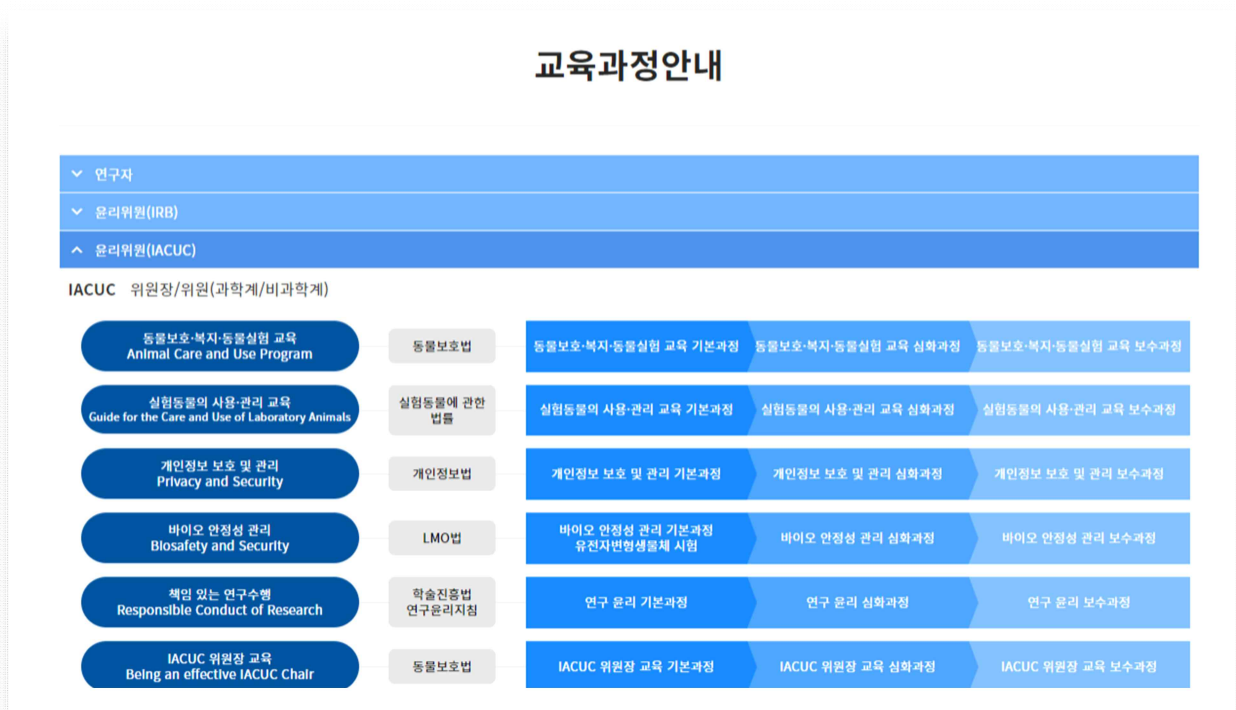 교육과정안내
연구자
윤리위원(IRB)
윤리위원(IACUC)
IACUC 위원장/위원(과학계/비과학계)
동물보호·복지·동물실험 교육
Animal Care and Use Program
동물보호법
동물보호·복지·동물실험 교육 기본과정
동물보호·복지·동물실험 교육 심화과정
동물보호·복지·동물실험 교육 보수과정
실험동물의 사용·관리 교육
Guide for the Care and Use of Laboratory Animals
실험동물에 관한
법률
실험동물의 사용·관리 교육 기본과정
실험동물의 사용·관리 교육 심화과정
실험동물의 사용·관리 교육 보수과정
개인정보 보호 및 관리
Privacy and Security
개인정보법
개인정보 보호 및 관리 기본과정
개인정보 보호 및 관리 심화과정
개인정보 보호 및 관리 보수과정
바이오 안정성 관리
Biosafety and Security
LMO법
바이오 안정성 관리 기본과정
유전자변형생물체 시험
바이오 안정성 관리 심화과정
바이오 안정성 관리 보수과정
책임 있는 연구수행
Responsible Conduct of Research
학술진흥법
연구윤리지침
연구 윤리 기본과정
연구 윤리 심화과정
연구 윤리 보수과정
IACUC 위원장 교육
Being an effective IACUC Chair
동물보호법
IACUC 위원장 교육 기본과정
IACUC 위원장 교육 심화과정
IACUC 위원장 교육 보수과정